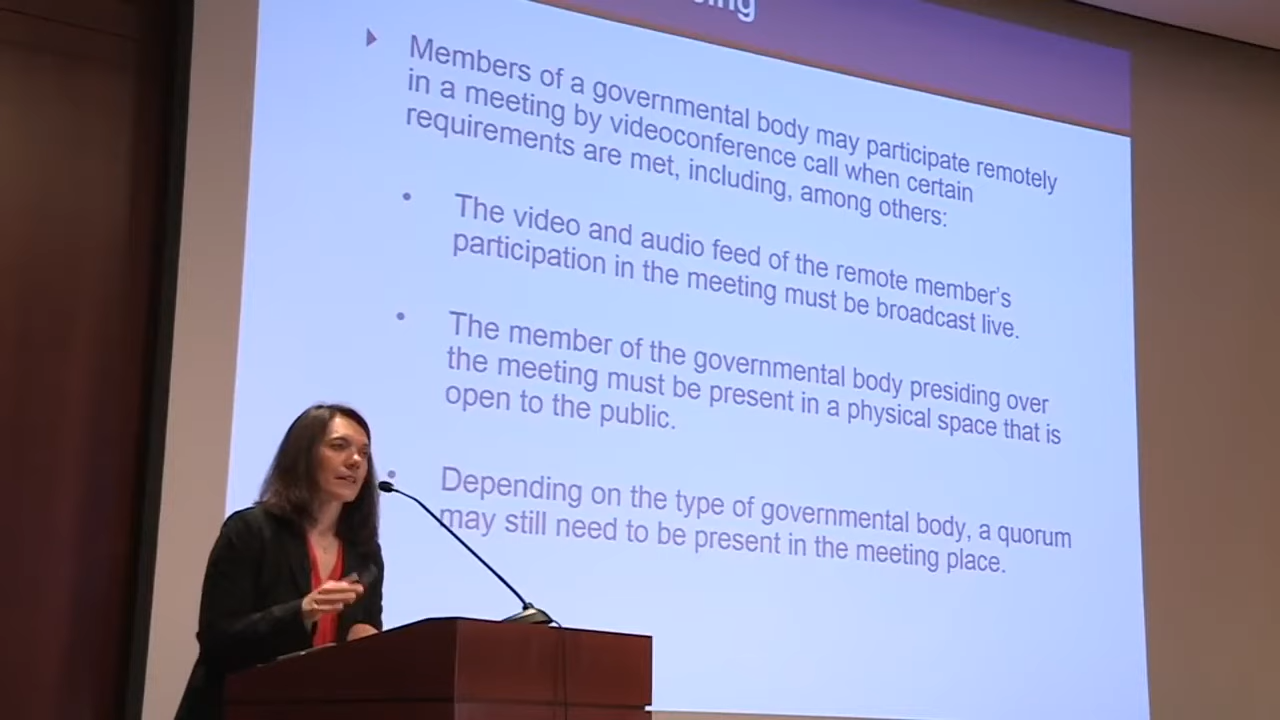 Members of a governmental body may participate remotely
in a meeting by videoconference call when certain
requirements are met, including, among others:
The video and audio feed of the remote member's
participation in the meeting must be broadcast live.
The member of the governmental body presiding over
the meeting must be present in a physical space that is
open to the public.
Depending on the type of governmental body, a quorum
may still need to be present in the meeting place.